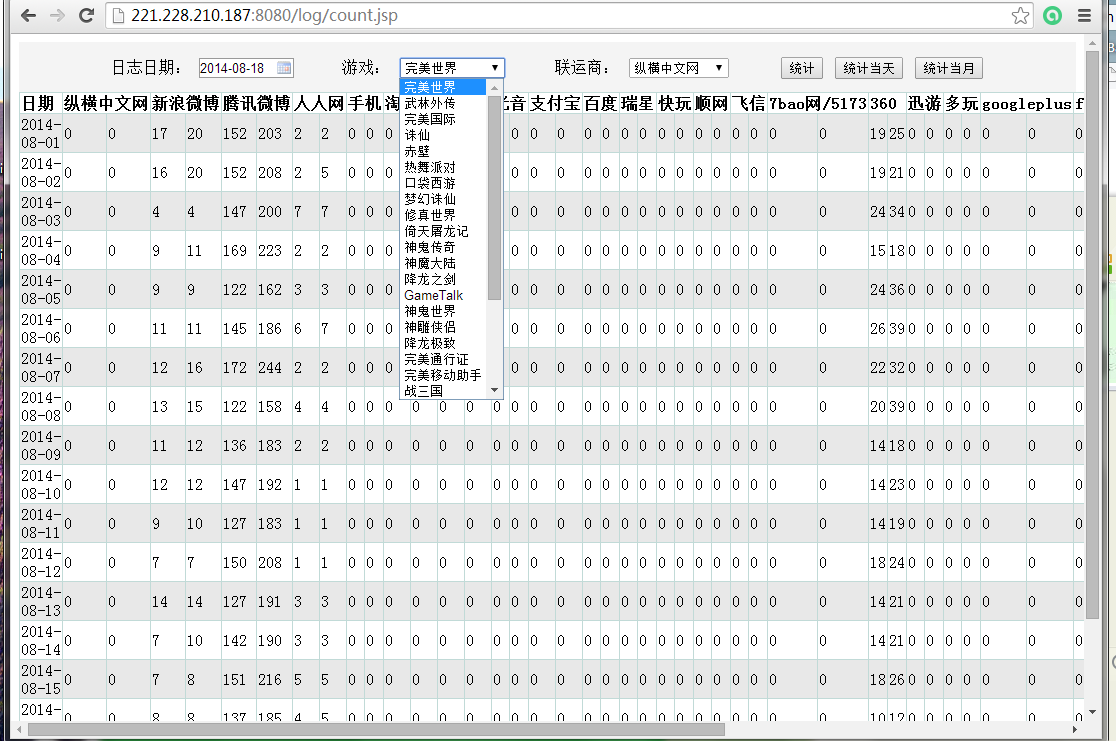 221.228.210.187:8080/log/count.jsp
日志日期： 2014-08-18 游戏： 完美世界 联运商： 纵横中文网 统计 统计当天 统计当月
完美世界
武林外传
完美国际
诛仙
赤壁
热舞派对
口袋西游
梦幻诛仙
修真世界
倚天屠龙记
神鬼传奇
神魔大陆
降龙之剑
GameTalk
神鬼世界
神雕侠侣
降龙极致
完美通行证
完美移动助手
战三国
日期 纵横中文网 新浪微博 腾讯微博 人人网 手机 淘 音 支付宝 百度 瑞星 快玩 顺网 飞信 7bao网/5173 360 迅游 多玩 googleplus f
2014-08-01 0 0 17 20 152 203 2 2 0 0 0 0 0 0 0 0 0 0 0 0 0 0 0 0 0 0 0 19 25 0 0 0 0 0 0 0
2014-08-02 0 0 16 20 152 208 2 5 0 0 0 0 0 0 0 0 0 0 0 0 0 0 0 0 0 0 0 19 21 0 0 0 0 0 0 0
2014-08-03 0 0 4 4 147 200 7 7 0 0 0 0 0 0 0 0 0 0 0 0 0 0 0 0 0 0 0 24 34 0 0 0 0 0 0 0
2014-08-04 0 0 9 11 169 223 2 2 0 0 0 0 0 0 0 0 0 0 0 0 0 0 0 0 0 0 0 15 18 0 0 0 0 0 0 0
2014-08-05 0 0 9 9 122 162 3 3 0 0 0 0 0 0 0 0 0 0 0 0 0 0 0 0 0 0 0 24 36 0 0 0 0 0 0 0
2014-08-06 0 0 11 11 145 186 6 7 0 0 0 0 0 0 0 0 0 0 0 0 0 0 0 0 0 0 0 26 39 0 0 0 0 0 0 0
2014-08-07 0 0 12 16 172 244 2 2 0 0 0 0 0 0 0 0 0 0 0 0 0 0 0 0 0 0 0 22 32 0 0 0 0 0 0 0
2014-08-08 0 0 13 15 122 158 4 4 0 0 0 0 0 0 0 0 0 0 0 0 0 0 0 0 0 0 0 0 0 0 0 20 39 0 0 0 0 0 0 0
2014-08-09 0 0 11 12 136 183 2 2 0 0 0 0 0 0 0 0 0 0 0 0 0 0 0 0 0 0 0 0 0 0 0 14 18 0 0 0 0 0 0 0
2014-08-10 0 0 12 12 147 192 1 1 0 0 0 0 0 0 0 0 0 0 0 0 0 0 0 0 0 0 0 0 0 0 0 14 23 0 0 0 0 0 0 0
2014-08-11 0 0 9 10 127 183 1 1 0 0 0 0 0 0 0 0 0 0 0 0 0 0 0 0 0 0 0 0 0 0 0 14 19 0 0 0 0 0 0 0
2014-08-12 0 0 7 7 150 208 1 1 0 0 0 0 0 0 0 0 0 0 0 0 0 0 0 0 0 0 0 0 0 0 0 18 24 0 0 0 0 0 0 0
2014-08-13 0 0 14 14 127 191 3 3 0 0 0 0 0 0 0 0 0 0 0 0 0 0 0 0 0 0 0 0 0 0 0 14 21 0 0 0 0 0 0 0
2014-08-14 0 0 7 10 142 190 3 3 0 0 0 0 0 0 0 0 0 0 0 0 0 0 0 0 0 0 0 0 0 0 0 14 21 0 0 0 0 0 0 0
2014-08-15 0 0 7 8 151 216 5 5 0 0 0 0 0 0 0 0 0 0 0 0 0 0 0 0 0 0 0 0 0 0 0 18 26 0 0 0 0 0 0 0
2014- 0 0 8 8 137 185 4 5 0 0 0 0 0 0 0 0 0 0 0 0 0 0 0 0 0 0 0 0 0 0 0 10 12 0 0 0 0 0 0 0